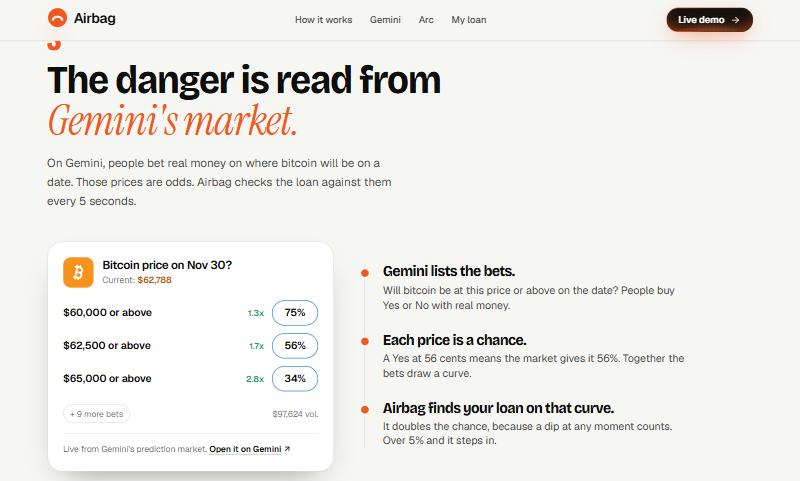 Airbag
How it works
Gemini
Arc
My loan
Live demo →
The danger is read from
Gemini's market.
On Gemini, people bet real money on where bitcoin will be on a
date. Those prices are odds. Airbag checks the loan against them
every 5 seconds.
Bitcoin price on Nov 30?
Current: $62,788
$60,000 or above 1.3x 75%
$62,500 or above 1.7x 56%
$65,000 or above 2.8x 34%
+ 9 more bets $97,624 vol.
Live from Gemini's prediction market. Open it on Gemini ↗
Gemini lists the bets.
Will bitcoin be at this price or above on the date? People buy
Yes or No with real money.
Each price is a chance.
A Yes at 56 cents means the market gives it 56%. Together the
bets draw a curve.
Airbag finds your loan on that curve.
It doubles the chance, because a dip at any moment counts.
Over 5% and it steps in.